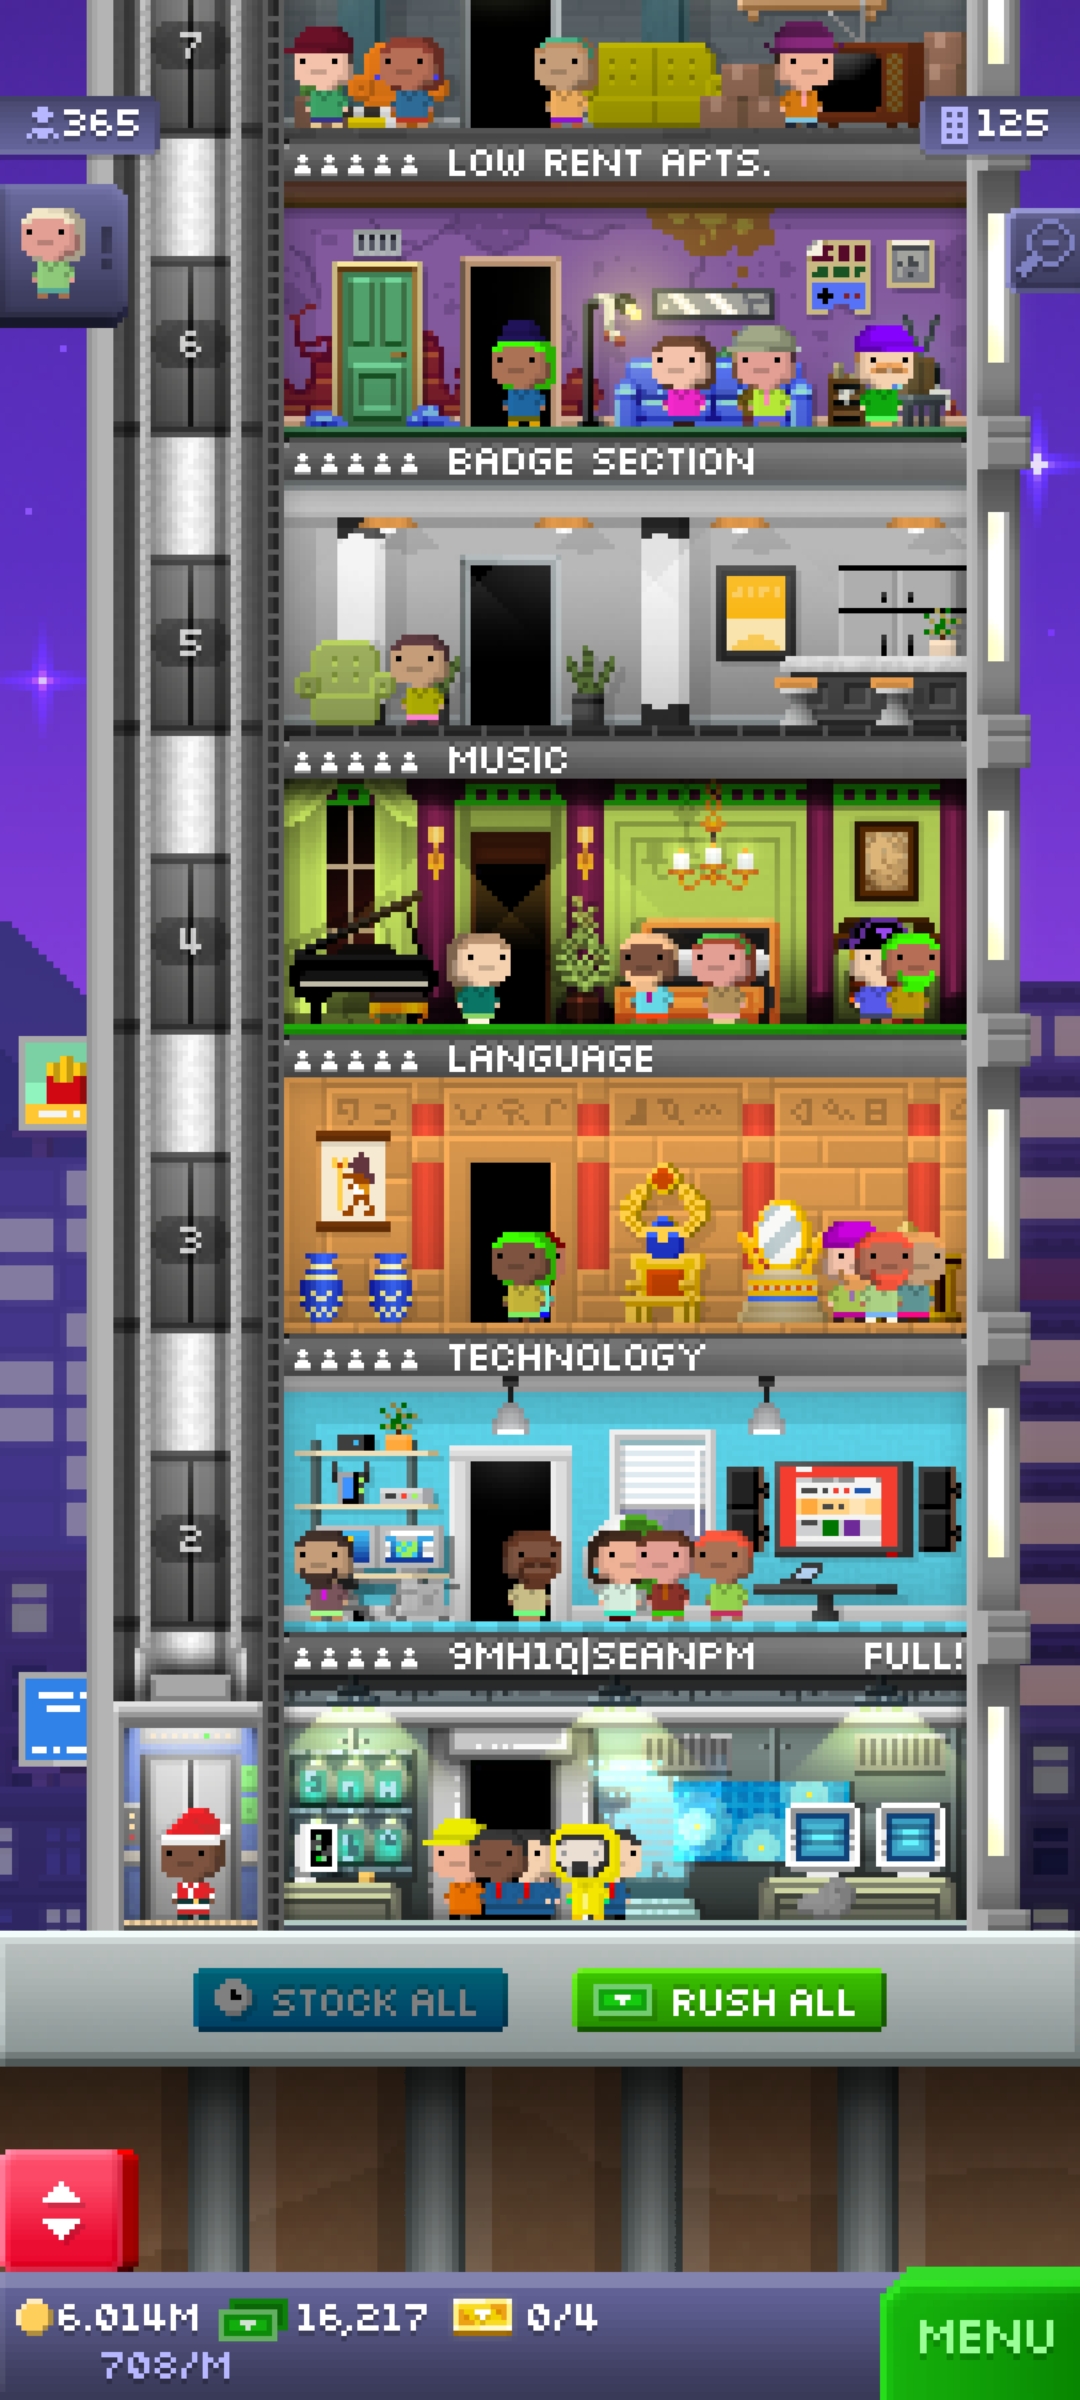 7
365
125
LOW RENT APTS.
6
BADGE SECTION
5
MUSIC
4
LANGUAGE
3
TECHNOLOGY
2
9MH1Q|SEANPM FULL!
STOCK ALL
RUSH ALL
6.014M 16,217 0/4
708/M
MENU